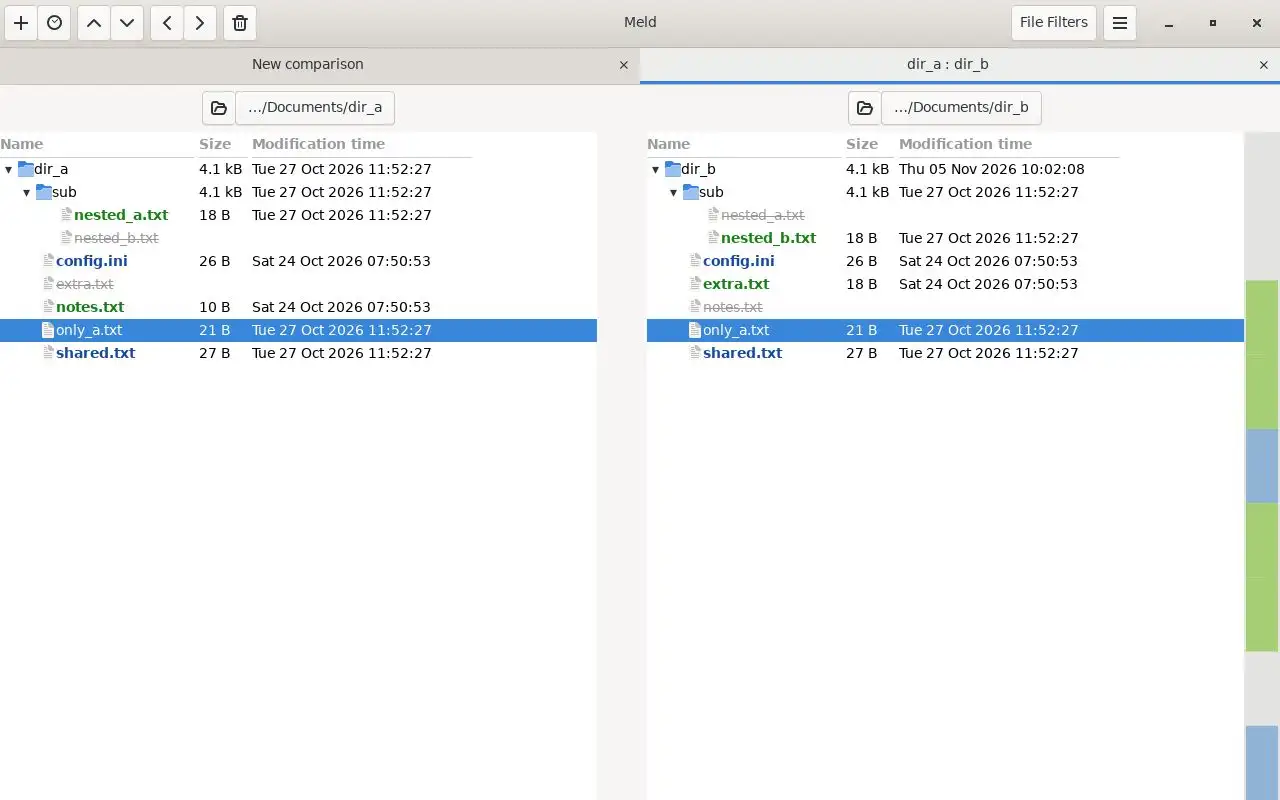 Meld
File Filters
New comparison
dir_a : dir_b
.../Documents/dir_a
.../Documents/dir_b
Name Size Modification time
dir_a 4.1 kB Tue 27 Oct 2026 11:52:27
sub 4.1 kB Tue 27 Oct 2026 11:52:27
nested_a.txt 18 B Tue 27 Oct 2026 11:52:27
nested_b.txt
config.ini 26 B Sat 24 Oct 2026 07:50:53
extra.txt
notes.txt 10 B Sat 24 Oct 2026 07:50:53
only_a.txt 21 B Tue 27 Oct 2026 11:52:27
shared.txt 27 B Tue 27 Oct 2026 11:52:27
Name Size Modification time
dir_b 4.1 kB Thu 05 Nov 2026 10:02:08
sub 4.1 kB Tue 27 Oct 2026 11:52:27
nested_a.txt
nested_b.txt 18 B Tue 27 Oct 2026 11:52:27
config.ini 26 B Sat 24 Oct 2026 07:50:53
extra.txt 18 B Sat 24 Oct 2026 07:50:53
notes.txt
only_a.txt 21 B Tue 27 Oct 2026 11:52:27
shared.txt 27 B Tue 27 Oct 2026 11:52:27